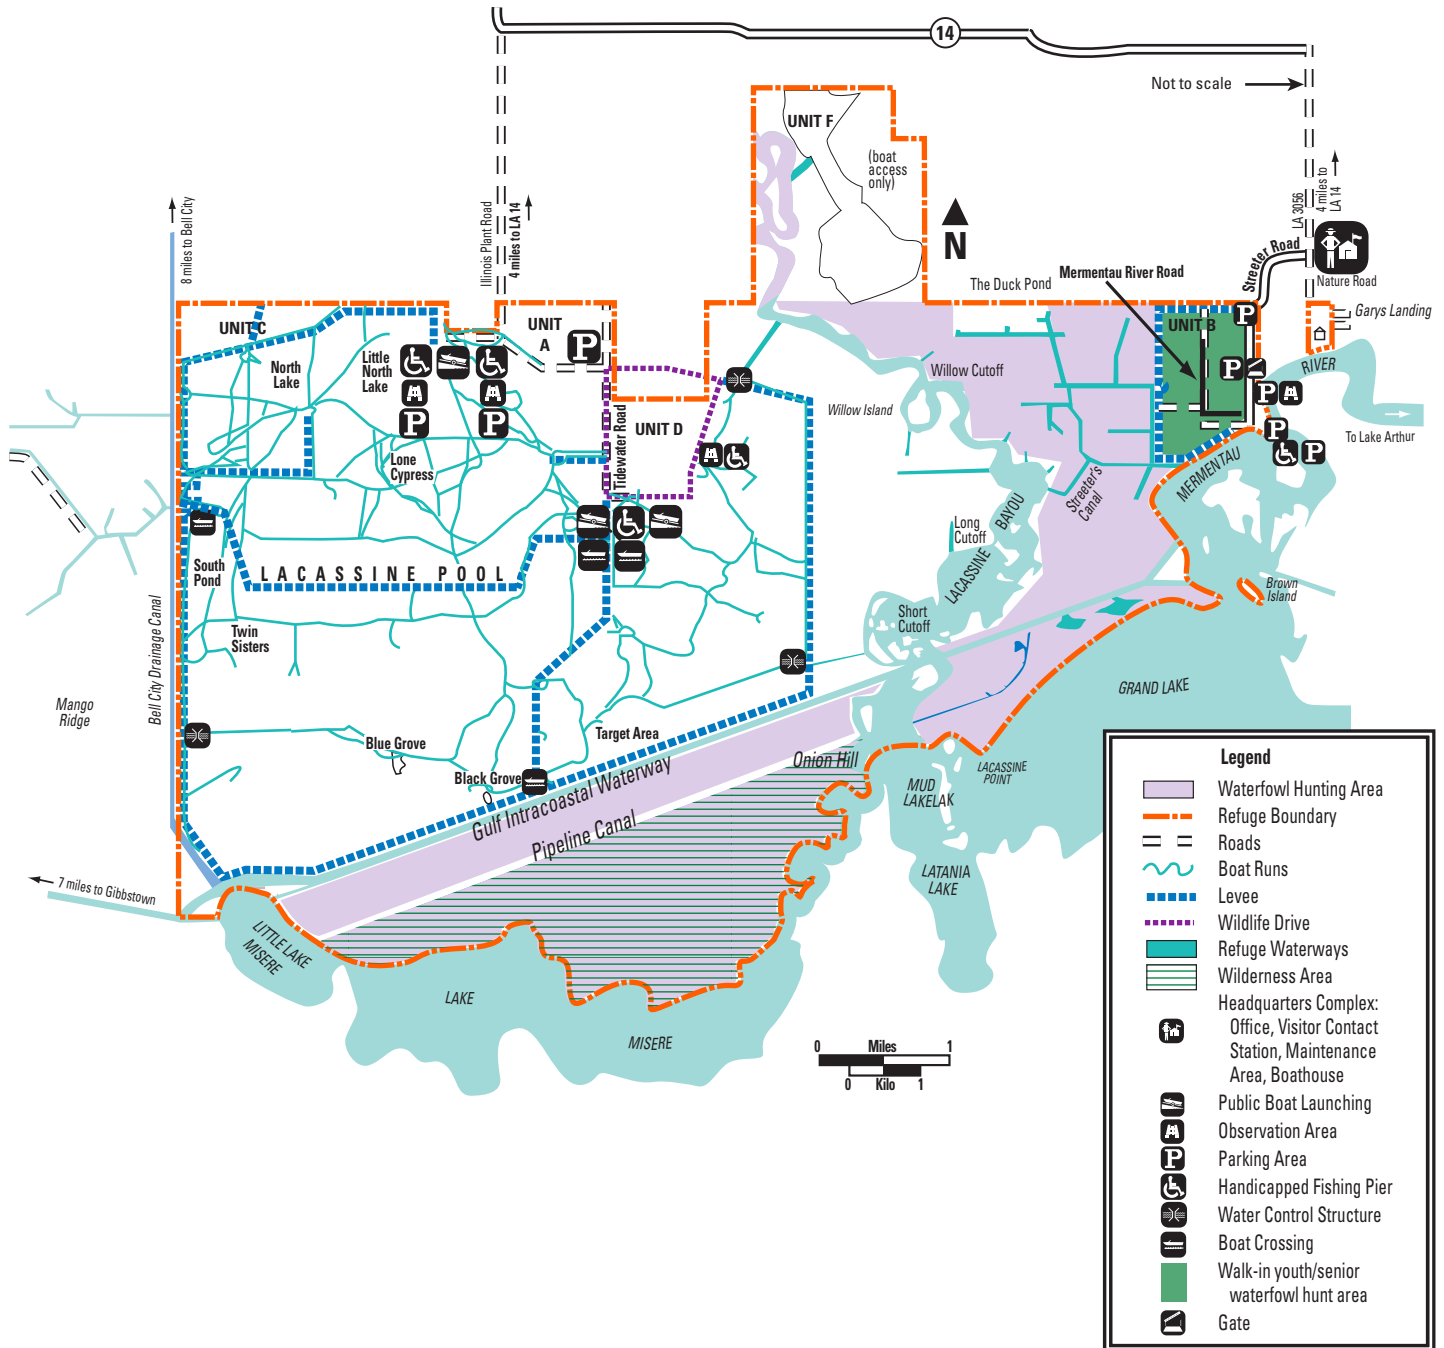 14
Not to scale
UNIT F
(boat
access
only)
N
8 miles to Bell City
Illinois Plant Road
4 miles to LA 14
LA 3056
4 miles to
LA 14
Streeter Road
Nature Road
The Duck Pond
Mermentau River Road
Garys Landing
UNIT C
UNIT
A
P
UNIT B
P
North
Lake
Little
North
Lake
P
P
Lone
Cypress
Tidewater Road
UNIT D
Willow Cutoff
Willow Island
P
P
P
P
RIVER
To Lake Arthur
MERMENTAU
Streeter's
Canal
Long
Cutoff
LACASSINE
BAYOU
Short
Cutoff
Brown
Island
South
Pond
LACASSINE POOL
Twin
Sisters
Bell City Drainage Canal
Mango
Ridge
Blue Grove
Black Grove
Target Area
Onion Hill
Gulf Intracoastal Waterway
Pipeline Canal
GRAND LAKE
LACASSINE
POINT
MUD
LAKELAK
LATANIA
LAKE
7 miles to Gibbstown
LITTLE LAKE
MISERE
LAKE
MISERE
0 Miles 1
0 Kilo 1
Legend
Waterfowl Hunting Area
Refuge Boundary
Roads
Boat Runs
Levee
Wildlife Drive
Refuge Waterways
Wilderness Area
Headquarters Complex:
Office, Visitor Contact
Station, Maintenance
Area, Boathouse
Public Boat Launching
Observation Area
P Parking Area
Handicapped Fishing Pier
Water Control Structure
Boat Crossing
Walk-in youth/senior
waterfowl hunt area
Gate